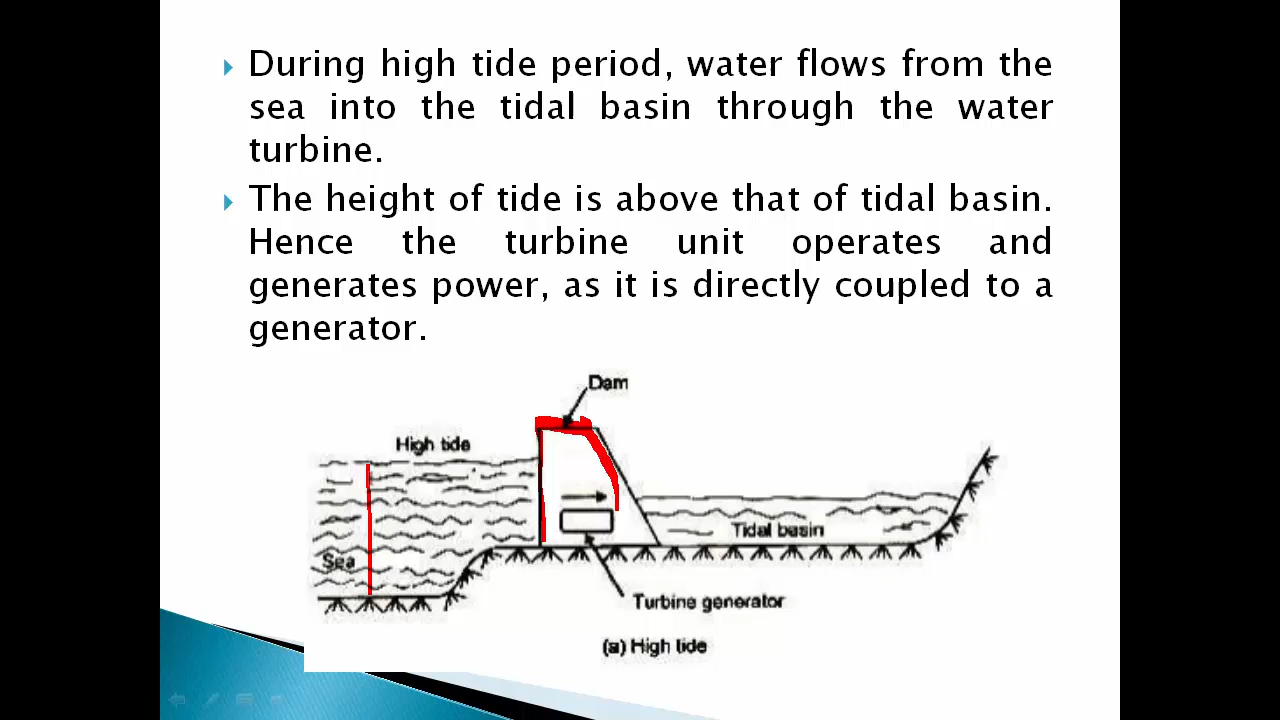 During high tide period, water flows from the
sea into the tidal basin through the water
turbine.
The height of tide is above that of tidal basin.
Hence the turbine unit operates and
generates power, as it is directly coupled to a
generator.
Dam
High tide
Tidal basin
Sea
Turbine generator
(a) High tide